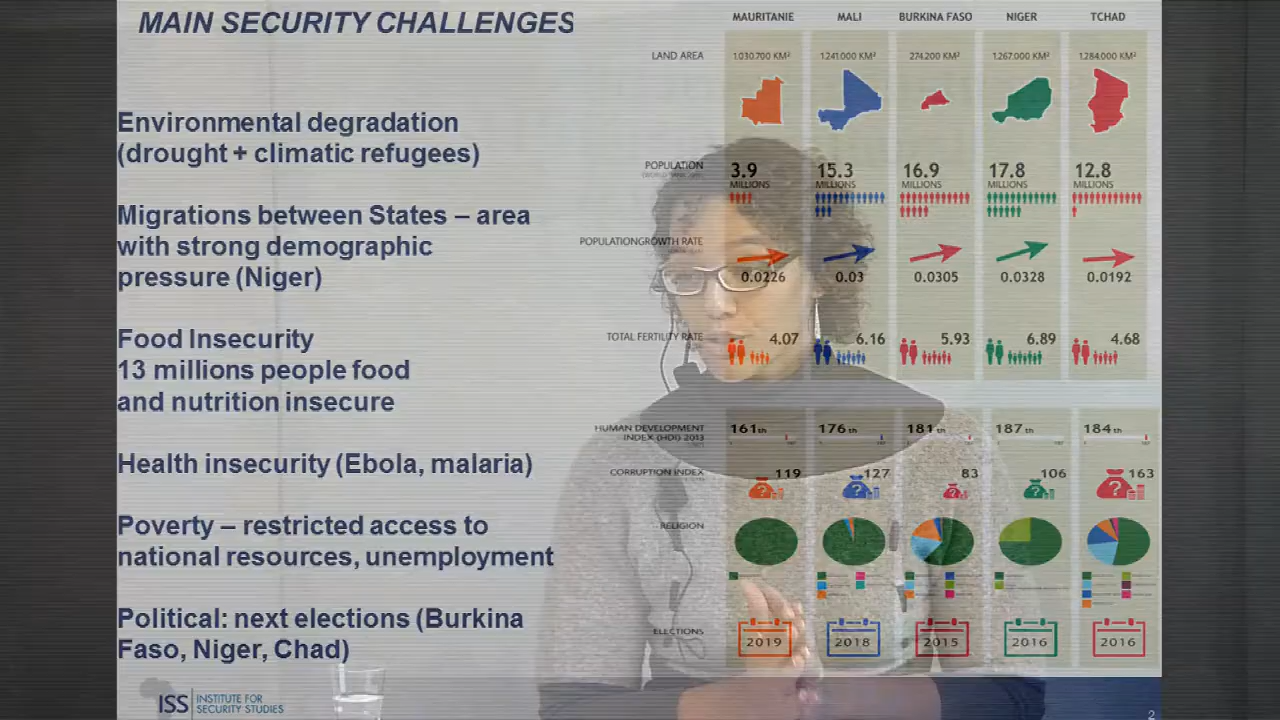 MAIN SECURITY CHALLENGES
Environmental degradation
(drought + climatic refugees)
Migrations between States – area
with strong demographic
pressure (Niger)
Food Insecurity
13 millions people food
and nutrition insecure
Health insecurity (Ebola, malaria)
Poverty – restricted access to
national resources, unemployment
Political: next elections (Burkina
Faso, Niger, Chad)
ISS INSTITUTE FOR
SECURITY STUDIES
MAURITANIE MALI BURKINA FASO NIGER TCHAD
LAND AREA 1.030.700 KM² 1.241.000 KM² 274.200 KM² 1.267.000 KM² 1.284.000 KM²
POPULATION 3.9 15.3 16.9 17.8 12.8
MILLIONS MILLIONS MILLIONS MILLIONS MILLIONS
POPULATION GROWTH RATE
0.0226 0.03 0.0305 0.0328 0.0192
TOTAL FERTILITY RATE 4.07 6.16 5.93 6.89 4.68
HUMAN DEVELOPMENT 161th 176th 181th 187th 184th
INDEX (HDI) 2013
CORRUPTION INDEX 119 127 83 106 163
RELIGION
ELECTIONS 2019 2018 2015 2016 2016
2